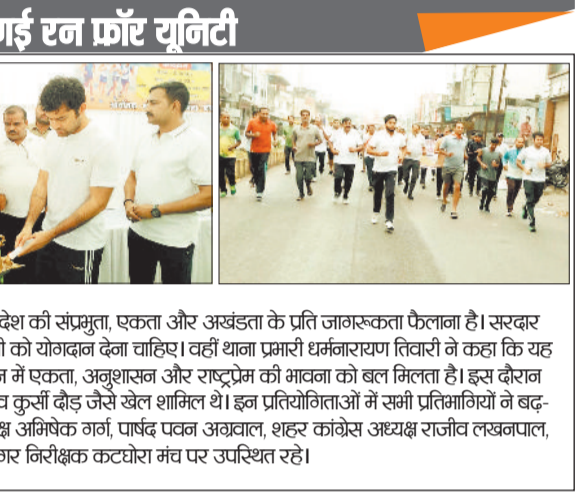 गई रन फ्रॉर यूनिटी
देश की संप्रभुता, एकता और अखंडता के प्रति जागरूकता फैलाना है। सरदार
ी को योगदान देना चाहिए। वहीं थाना प्रभारी धर्मनारायण तिवारी ने कहा कि यह
न में एकता, अनुशासन और राष्ट्रप्रेम की भावना को बल मिलता है। इस दौरान
व कुर्सी दौड़ जैसे खेल शामिल थे। इन प्रतियोगिताओं में सभी प्रतिभागियों ने बढ़-
क्ष अभिषेक गर्ग, पार्षद पवन अग्रवाल, शहर कांग्रेस अध्यक्ष राजीव लखनपाल,
गर निरीक्षक कटघोरा मंच पर उपस्थित रहे।